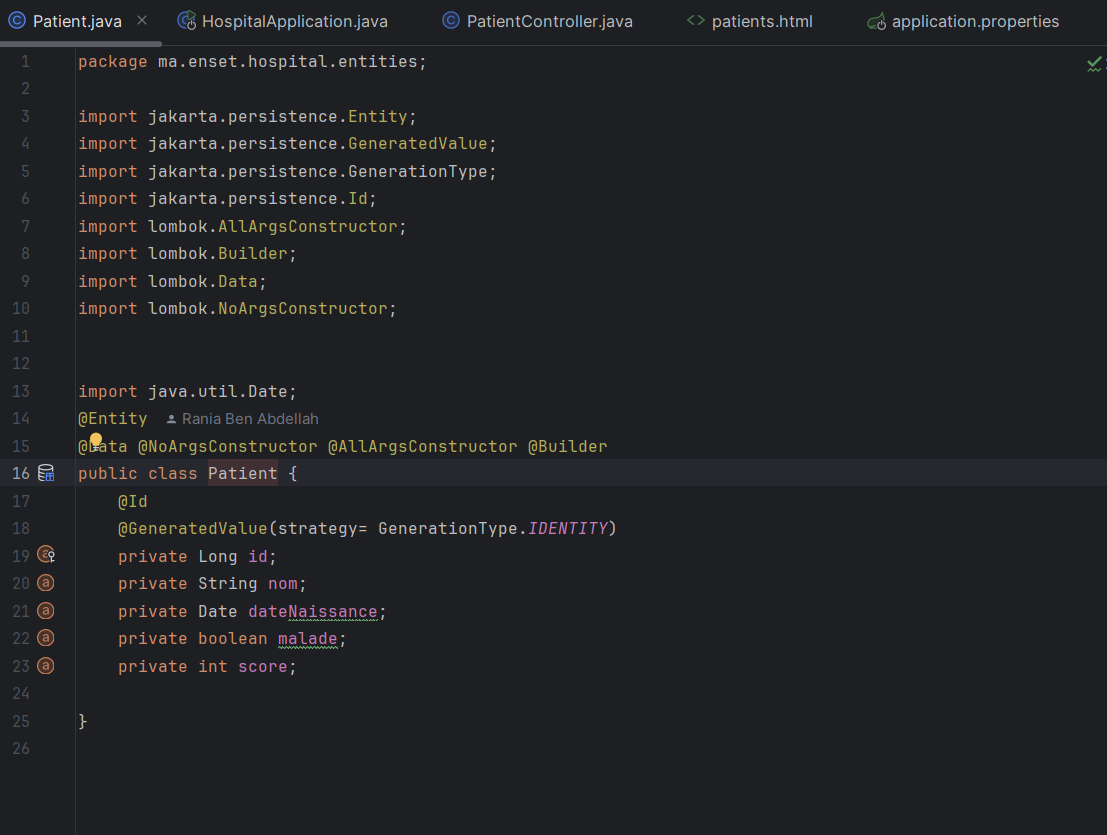 Patient.java HospitalApplication.java PatientController.java patients.html application.properties
1 package ma.enset.hospital.entities;
2
3 import jakarta.persistence.Entity;
4 import jakarta.persistence.GeneratedValue;
5 import jakarta.persistence.GenerationType;
6 import jakarta.persistence.Id;
7 import lombok.AllArgsConstructor;
8 import lombok.Builder;
9 import lombok.Data;
10 import lombok.NoArgsConstructor;
11
12
13 import java.util.Date;
14 @Entity Rania Ben Abdellah
15 @Data @NoArgsConstructor @AllArgsConstructor @Builder
16 public class Patient {
17 @Id
18 @GeneratedValue(strategy= GenerationType.IDENTITY)
19 private Long id;
20 private String nom;
21 private Date dateNaissance;
22 private boolean malade;
23 private int score;
24
25 }
26